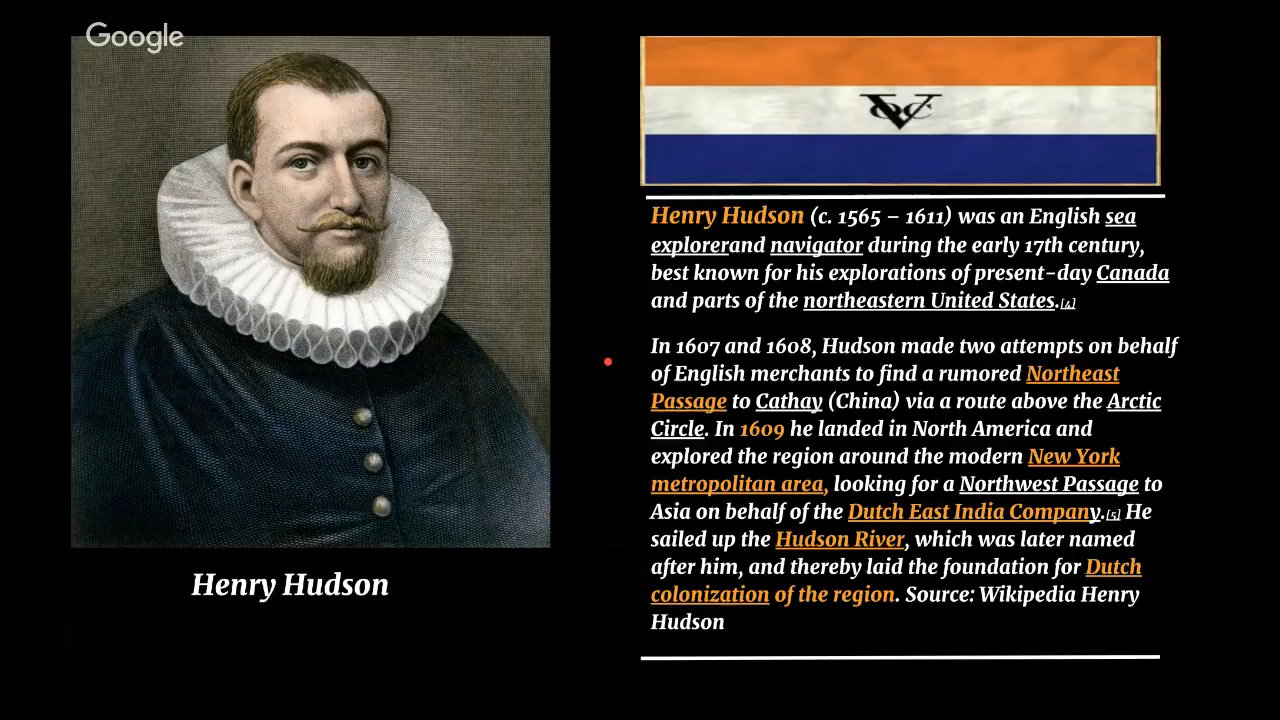 Google
Henry Hudson
VOC
Henry Hudson (c. 1565 – 1611) was an English sea
explorerand navigator during the early 17th century,
best known for his explorations of present-day Canada
and parts of the northeastern United States.[4]
In 1607 and 1608, Hudson made two attempts on behalf
of English merchants to find a rumored Northeast
Passage to Cathay (China) via a route above the Arctic
Circle. In 1609 he landed in North America and
explored the region around the modern New York
metropolitan area, looking for a Northwest Passage to
Asia on behalf of the Dutch East India Company.[5] He
sailed up the Hudson River, which was later named
after him, and thereby laid the foundation for Dutch
colonization of the region. Source: Wikipedia Henry
Hudson